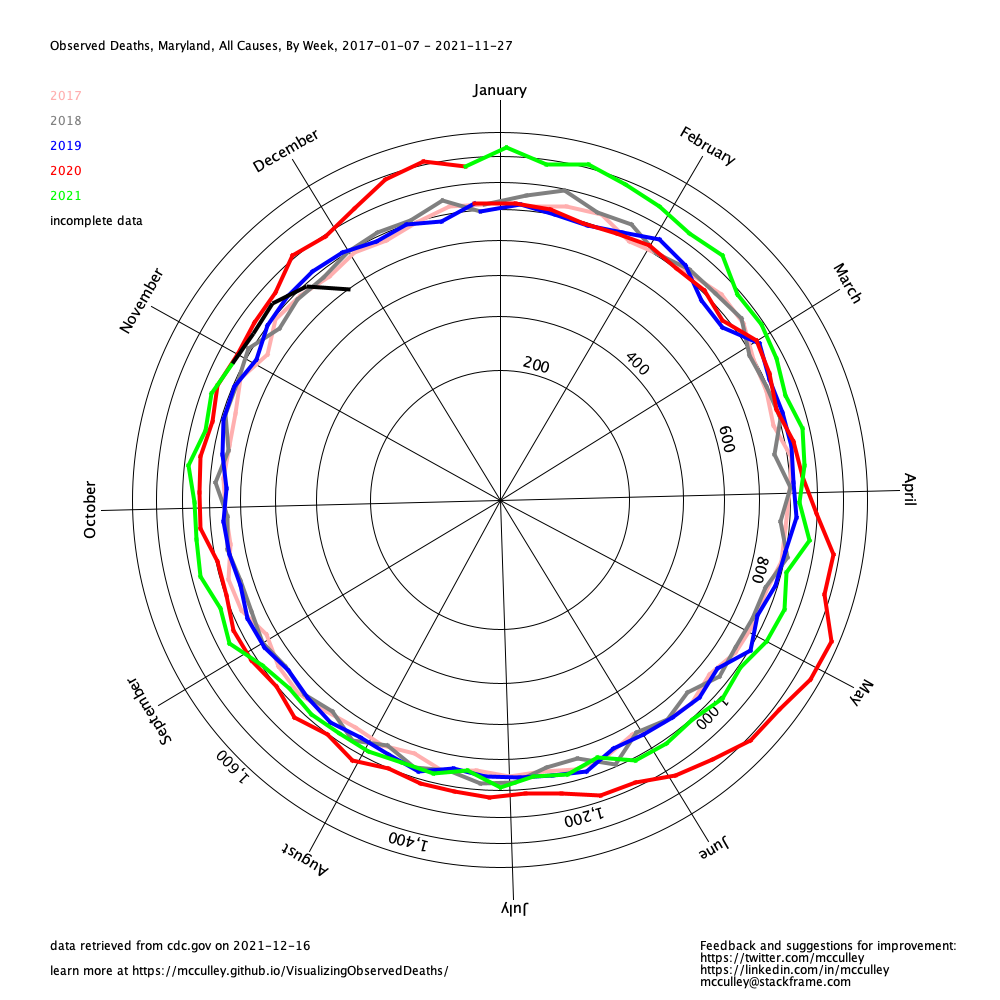 Observed Deaths, Maryland, All Causes, By Week, 2017-01-07 - 2021-11-27
January
2017
2018
2019
2020
2021
incomplete data
December
February
November
March
October
April
September
May
August
June
July
200
400
600
800
1,000
1,200
1,400
1,600
data retrieved from cdc.gov on 2021-12-16
learn more at https://mcculley.github.io/VisualizingObservedDeaths/
Feedback and suggestions for improvement:
https://twitter.com/mcculley
https://linkedin.com/in/mcculley
mcculley@stackframe.com